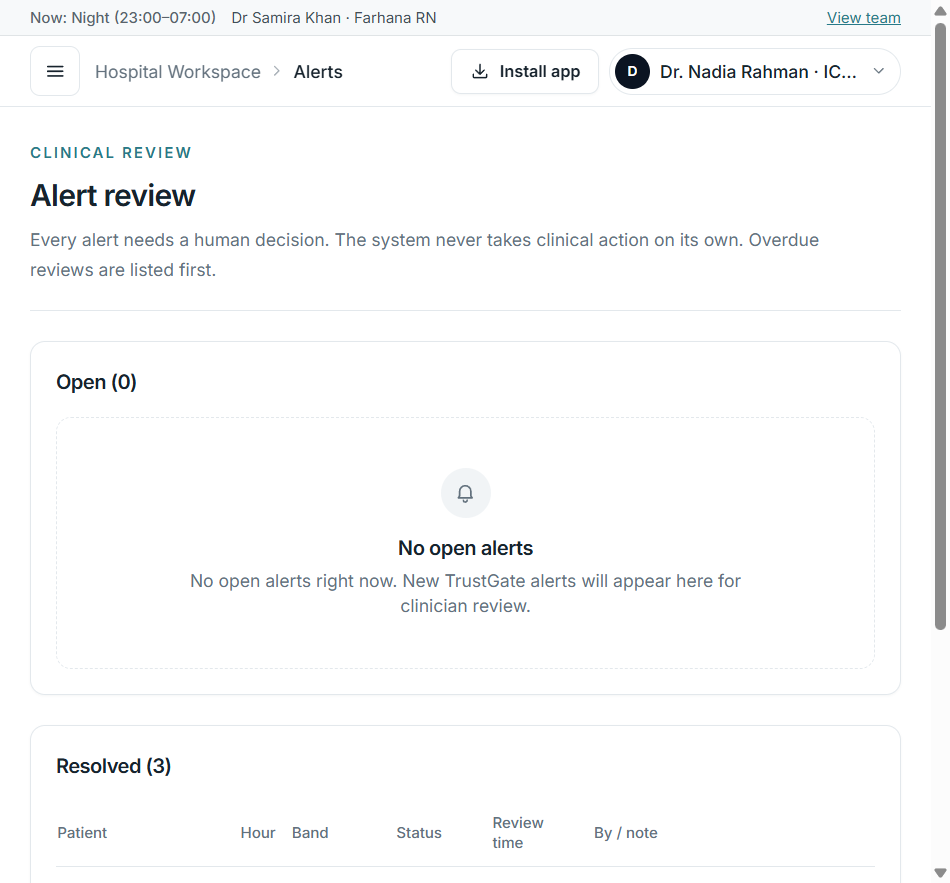 Now: Night (23:00–07:00) Dr Samira Khan · Farhana RN View team
Hospital Workspace > Alerts Install app D Dr. Nadia Rahman · IC...
CLINICAL REVIEW
Alert review
Every alert needs a human decision. The system never takes clinical action on its own. Overdue
reviews are listed first.
Open (0)
No open alerts
No open alerts right now. New TrustGate alerts will appear here for
clinician review.
Resolved (3)
Patient Hour Band Status Review time By / note